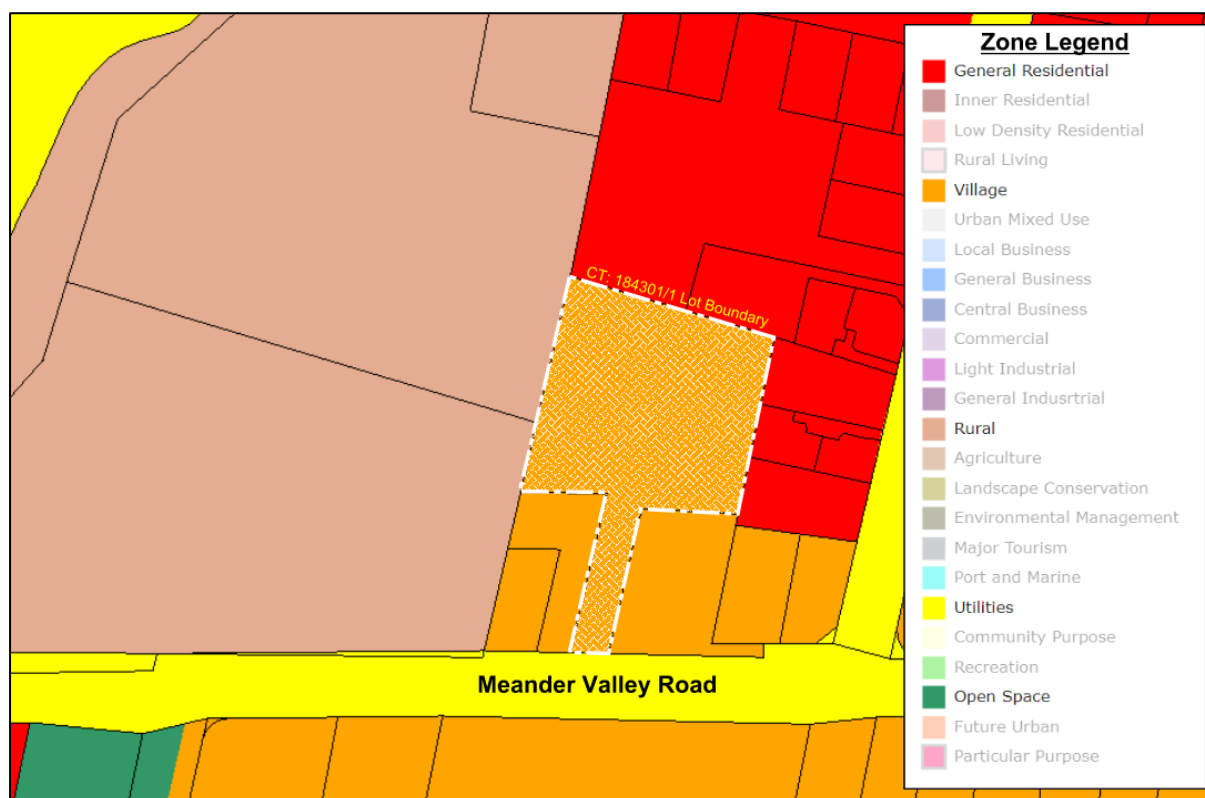 Zone Legend
General Residential
Inner Residential
Low Density Residential
Rural Living
Village
Urban Mixed Use
Local Business
General Business
Central Business
Commercial
Light Industrial
General Indusrtrial
Rural
Agriculture
Landscape Conservation
Environmental Management
Major Tourism
Port and Marine
Utilities
Community Purpose
Recreation
Open Space
Future Urban
Particular Purpose
CT: 184301/1 Lot Boundary
Meander Valley Road